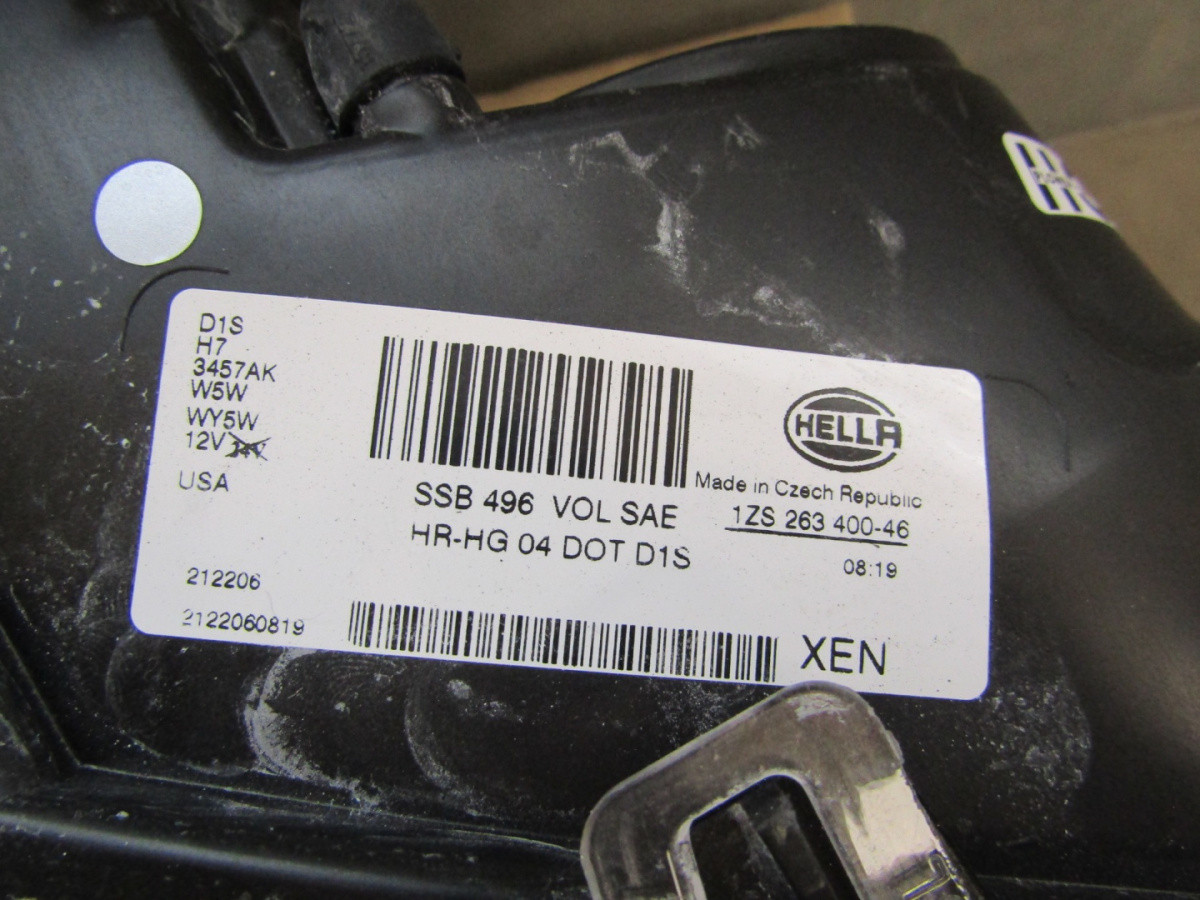 D1S
H7
3457AK
W5W
WY5W
12V
USA
HELLA
Made in Czech Republic
SSB 496 VOL SAE
1ZS 263 400-46
HR-HG 04 DOT D1S
08:19
212206
2122060819
XEN